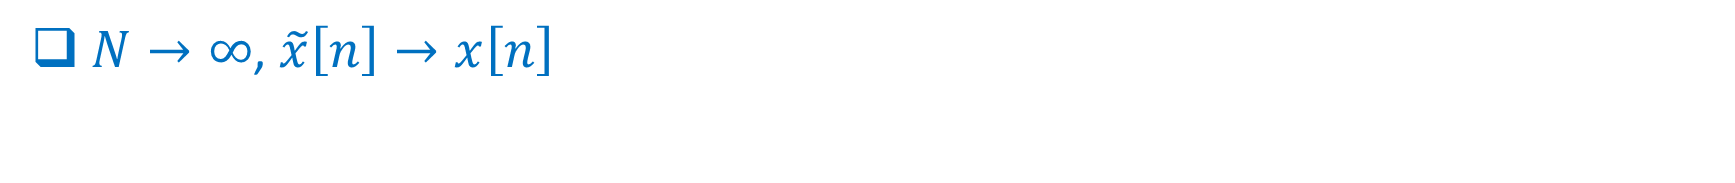 ❑ N → ∞, x̃[n] → x[n]